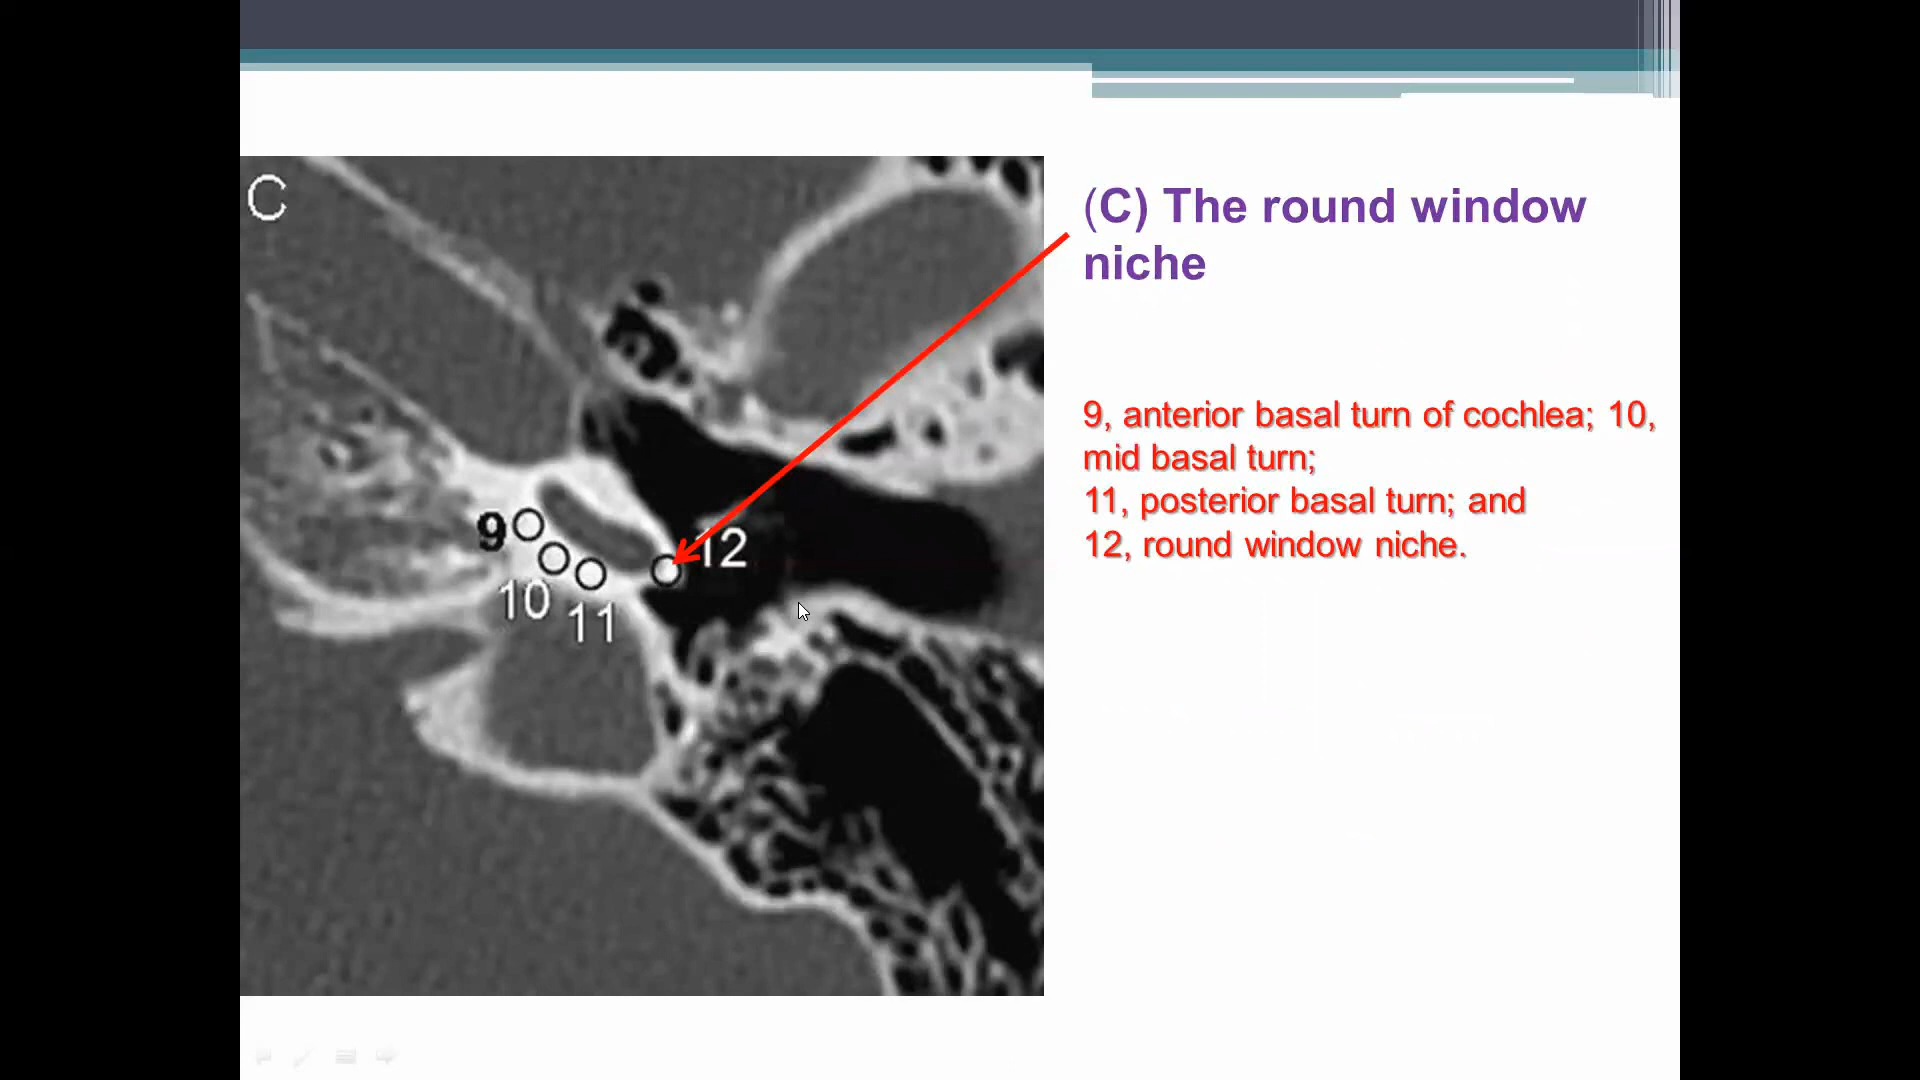 C
(C) The round window
niche
9, anterior basal turn of cochlea; 10,
mid basal turn;
11, posterior basal turn; and
12, round window niche.
9
12
10
11